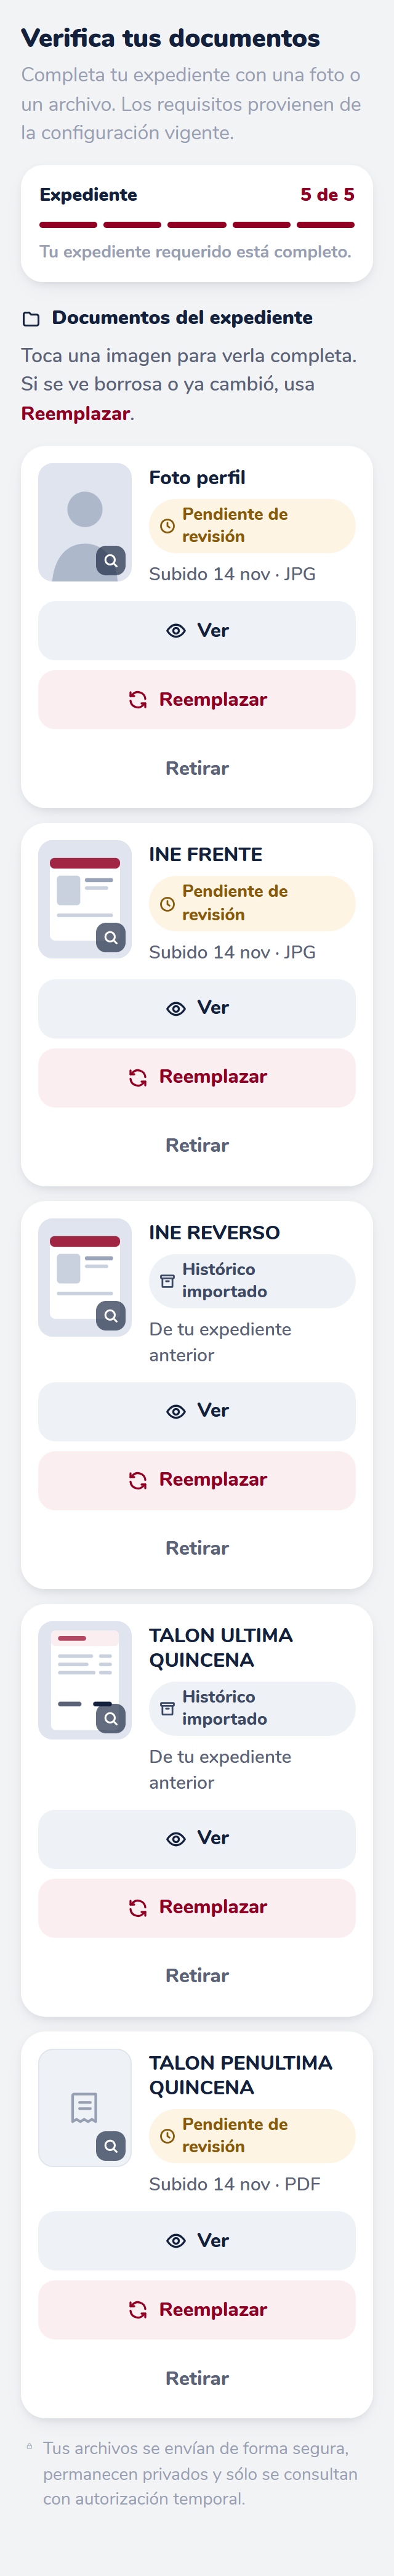 Verifica tus documentos
Completa tu expediente con una foto o
un archivo. Los requisitos provienen de
la configuración vigente.
Expediente 5 de 5
Tu expediente requerido está completo.
Documentos del expediente
Toca una imagen para verla completa.
Si se ve borrosa o ya cambió, usa
Reemplazar.
Foto perfil
Pendiente de
revisión
Subido 14 nov · JPG
Ver
Reemplazar
Retirar
INE FRENTE
Pendiente de
revisión
Subido 14 nov · JPG
Ver
Reemplazar
Retirar
INE REVERSO
Histórico
importado
De tu expediente
anterior
Ver
Reemplazar
Retirar
TALON ULTIMA
QUINCENA
Histórico
importado
De tu expediente
anterior
Ver
Reemplazar
Retirar
TALON PENULTIMA
QUINCENA
Pendiente de
revisión
Subido 14 nov · PDF
Ver
Reemplazar
Retirar
Tus archivos se envían de forma segura,
permanecen privados y sólo se consultan
con autorización temporal.